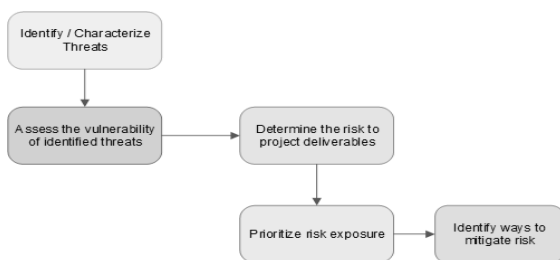 Identify / Characterize
Threats
Assess the vulnerability
of identified threats
Determine the risk to
project deliverables
Prioritize risk exposure
Identify ways to
mitigate risk